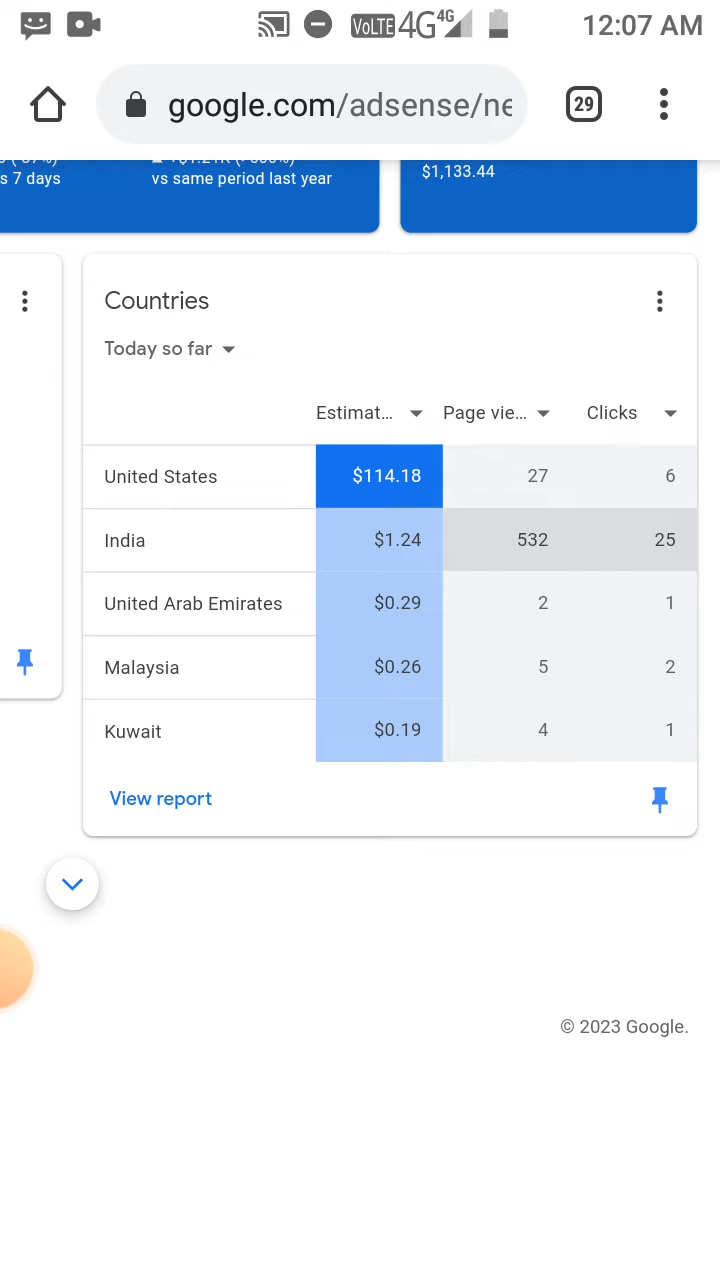 VoLTE 4G 4G 12:07 AM
google.com/adsense/ne 29
s 7 days vs same period last year $1,133.44
Countries
Today so far
Estimat... Page vie... Clicks
United States $114.18 27 6
India $1.24 532 25
United Arab Emirates $0.29 2 1
Malaysia $0.26 5 2
Kuwait $0.19 4 1
View report
© 2023 Google.